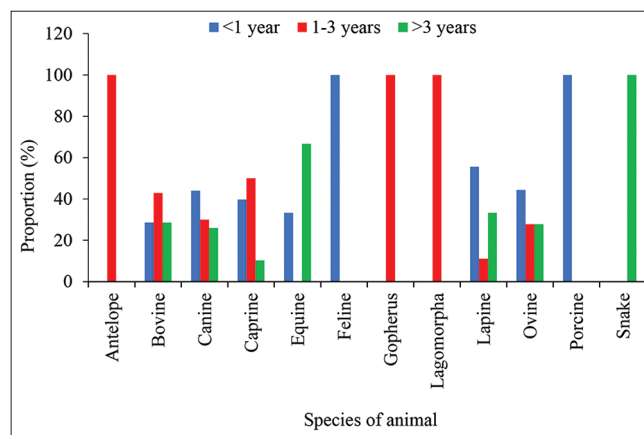 <1 year 1-3 years >3 years
120
100
80
60
40
20
0
Proportion (%)
Antelope
Bovine
Canine
Caprine
Equine
Feline
Gopherus
Lagomorpha
Lapine
Ovine
Porcine
Snake
Species of animal